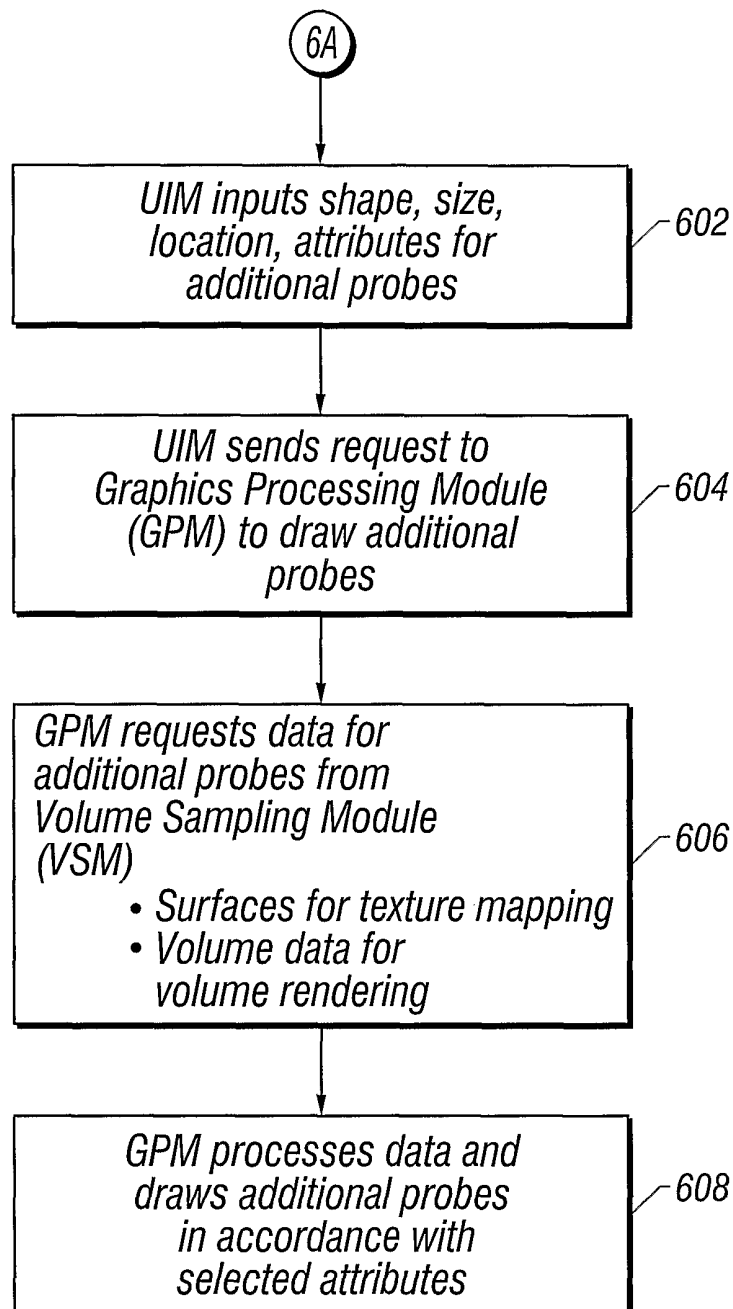 6A
UIM inputs shape, size,
location, attributes for
additional probes
602
UIM sends request to
Graphics Processing Module
(GPM) to draw additional
probes
604
GPM requests data for
additional probes from
Volume Sampling Module
(VSM)
• Surfaces for texture mapping
• Volume data for
volume rendering
606
GPM processes data and
draws additional probes
in accordance with
selected attributes
608